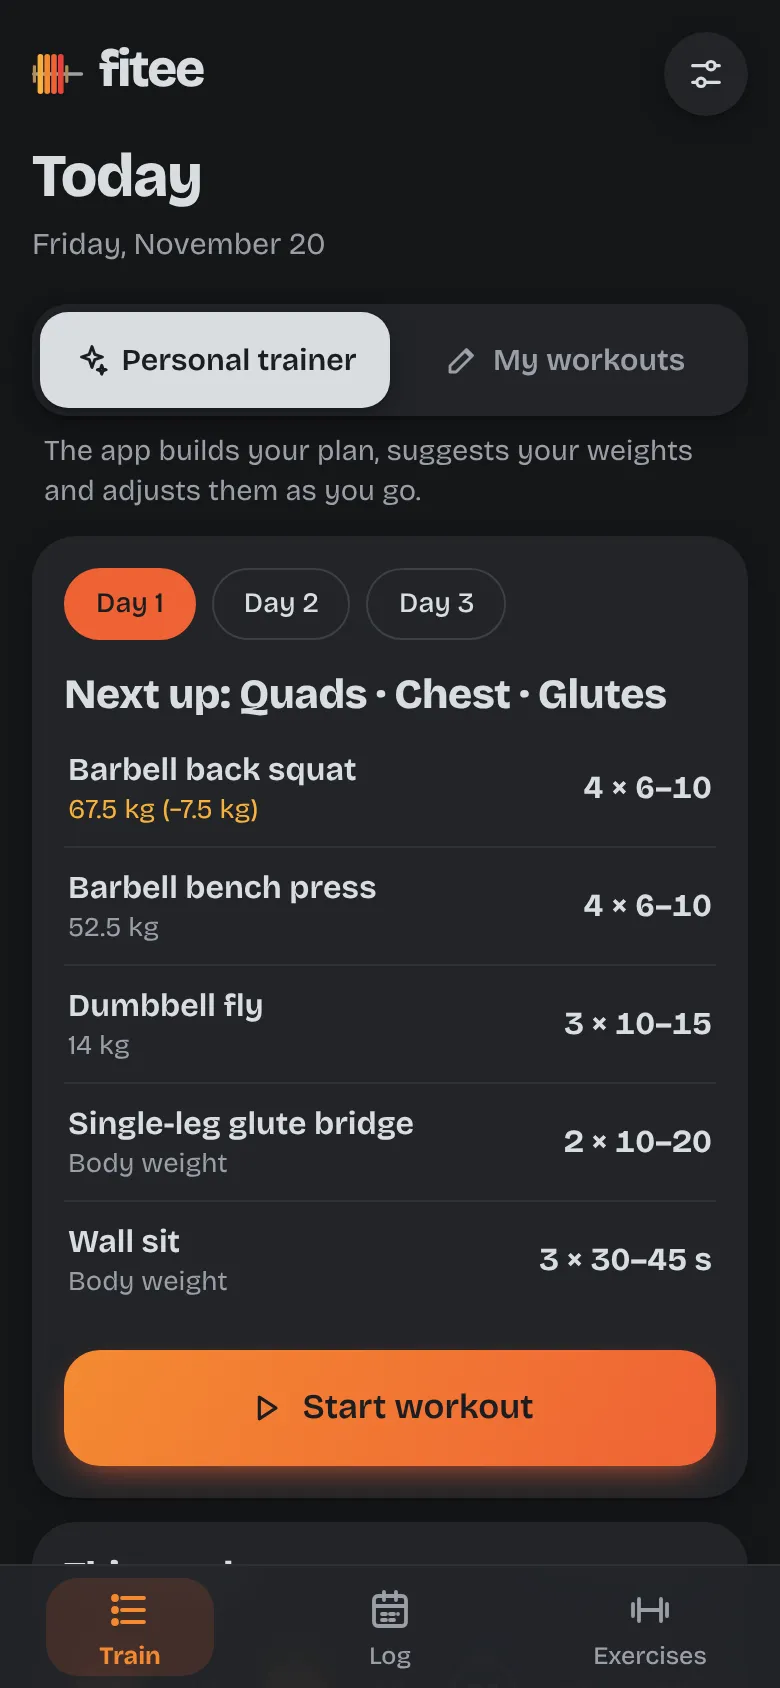 fitee
Today
Friday, November 20
Personal trainer
My workouts
The app builds your plan, suggests your weights
and adjusts them as you go.
Day 1
Day 2
Day 3
Next up: Quads · Chest · Glutes
Barbell back squat
67.5 kg (−7.5 kg)
4 × 6–10
Barbell bench press
52.5 kg
4 × 6–10
Dumbbell fly
14 kg
3 × 10–15
Single-leg glute bridge
Body weight
2 × 10–20
Wall sit
Body weight
3 × 30–45 s
Start workout
Train
Log
Exercises